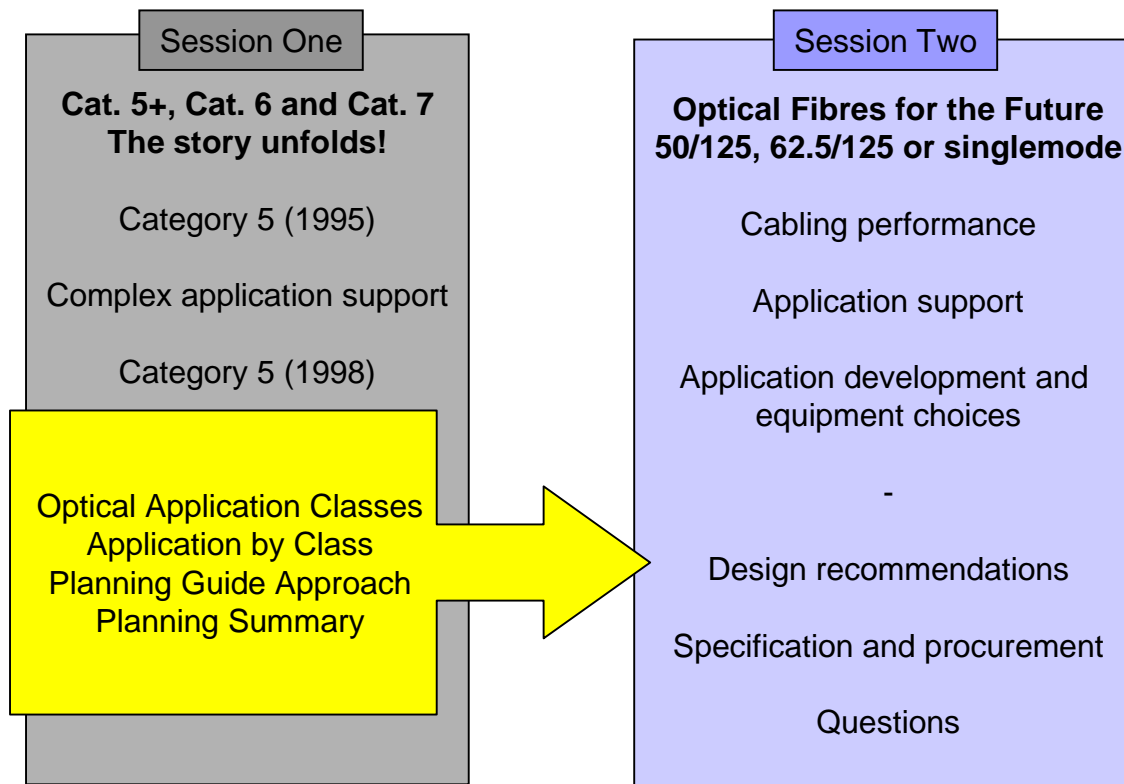 Session One
Cat. 5+, Cat. 6 and Cat. 7
The story unfolds!
Category 5 (1995)
Complex application support
Category 5 (1998)
Optical Application Classes
Application by Class
Planning Guide Approach
Planning Summary
Session Two
Optical Fibres for the Future
50/125, 62.5/125 or singlemode
Cabling performance
Application support
Application development and
equipment choices
-
Design recommendations
Specification and procurement
Questions